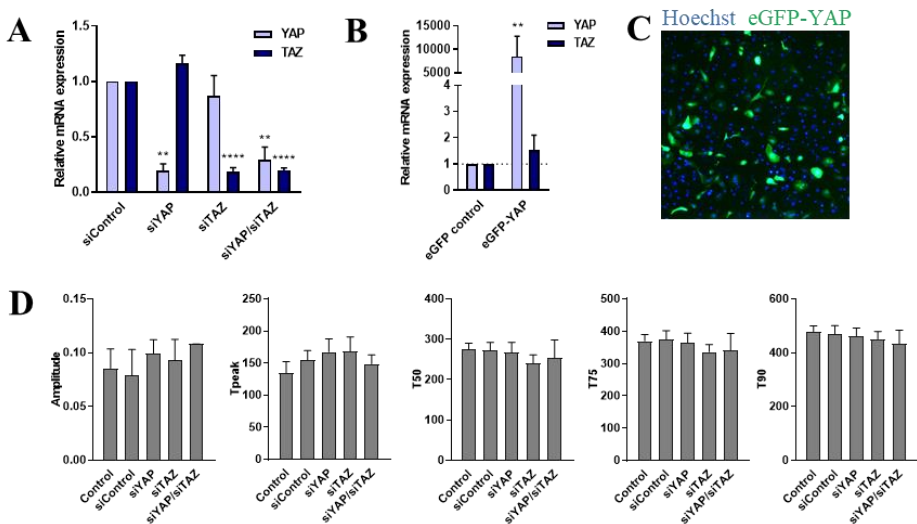 A
Relative mRNA expression
1.5
1.0
0.5
0.0
YAP
TAZ
**
****
**
****
siControl
siYAP
siTAZ
siYAP/siTAZ
B
Relative mRNA expression
15000
10000
5000
4
3
2
1
0
**
YAP
TAZ
eGFP control
eGFP-YAP
C
Hoechst eGFP-YAP
D
Amplitude
0.15
0.10
0.05
0.00
Control
siControl
siYAP
siTAZ
siYAP/siTAZ
Tpeak
250
200
150
100
50
0
Control
siControl
siYAP
siTAZ
siYAP/siTAZ
T50
400
300
200
100
0
Control
siControl
siYAP
siTAZ
siYAP/siTAZ
T75
500
400
300
200
100
0
Control
siControl
siYAP
siTAZ
siYAP/siTAZ
T90
600
400
200
0
Control
siControl
siYAP
siTAZ
siYAP/siTAZ